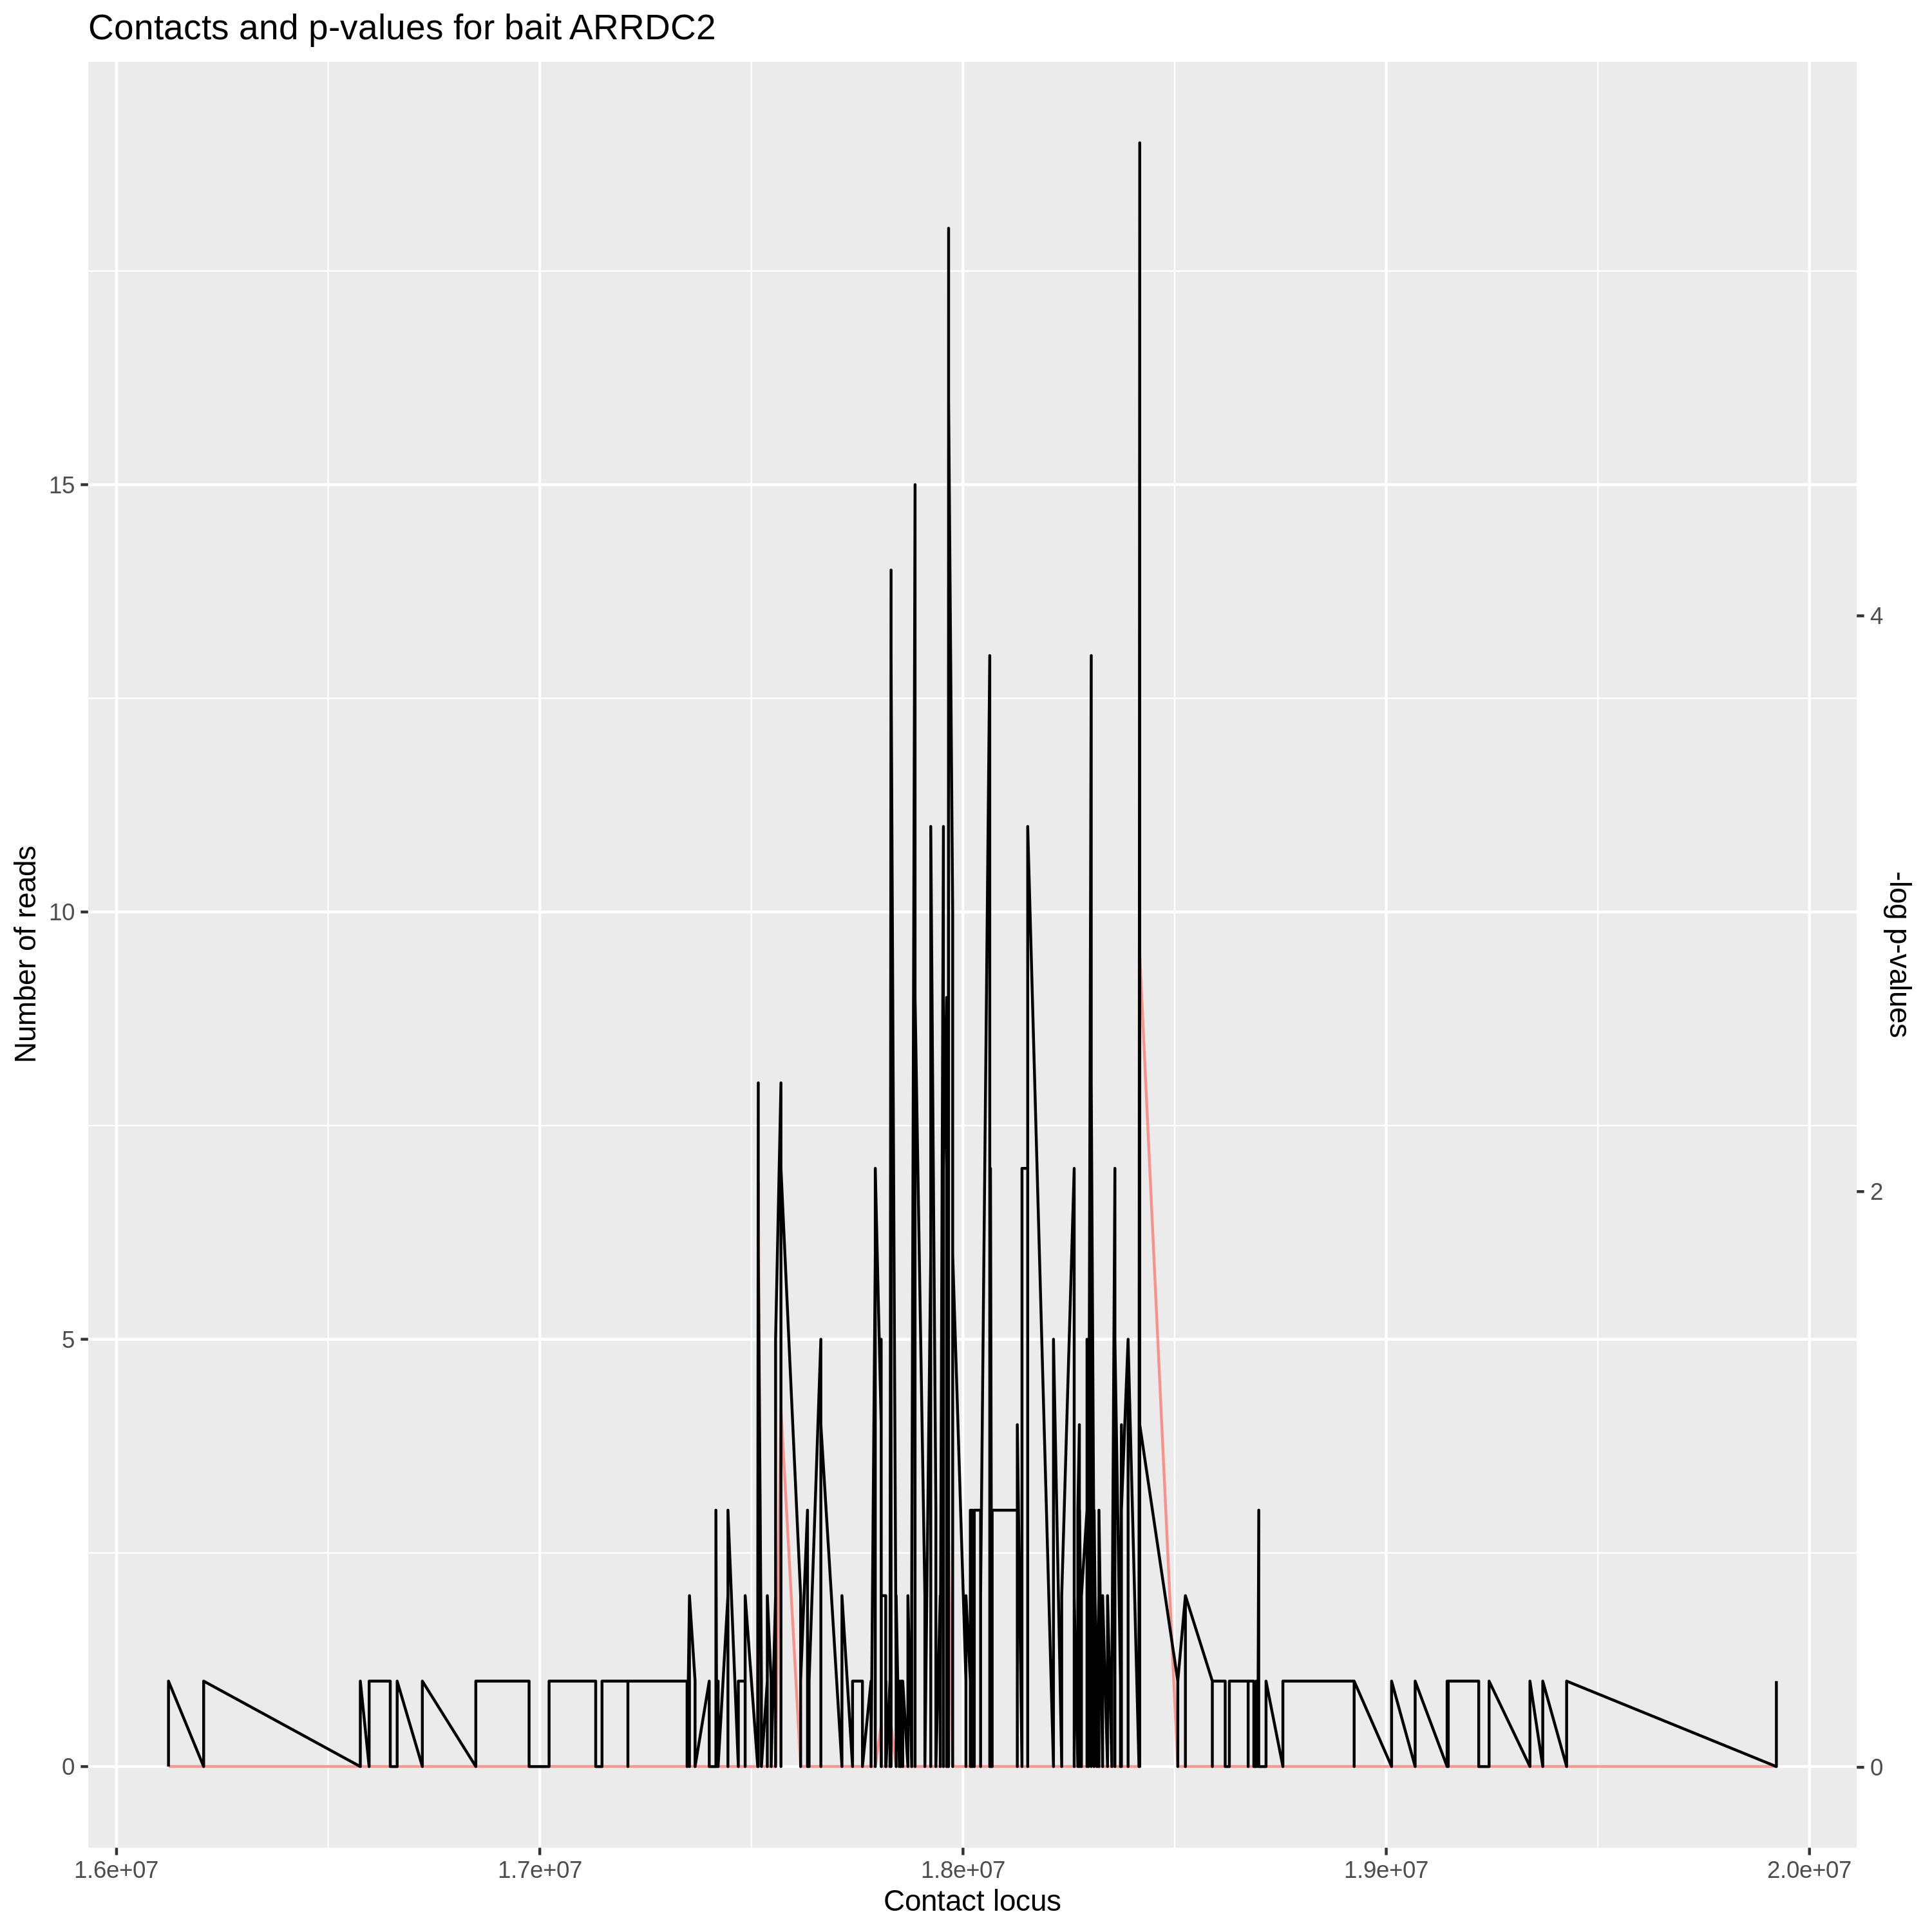 Contacts and p-values for bait ARRDC2
15
10
5
0
Number of reads
4
2
0
-log p-values
1.6e+07 1.7e+07 1.8e+07 1.9e+07 2.0e+07
Contact locus